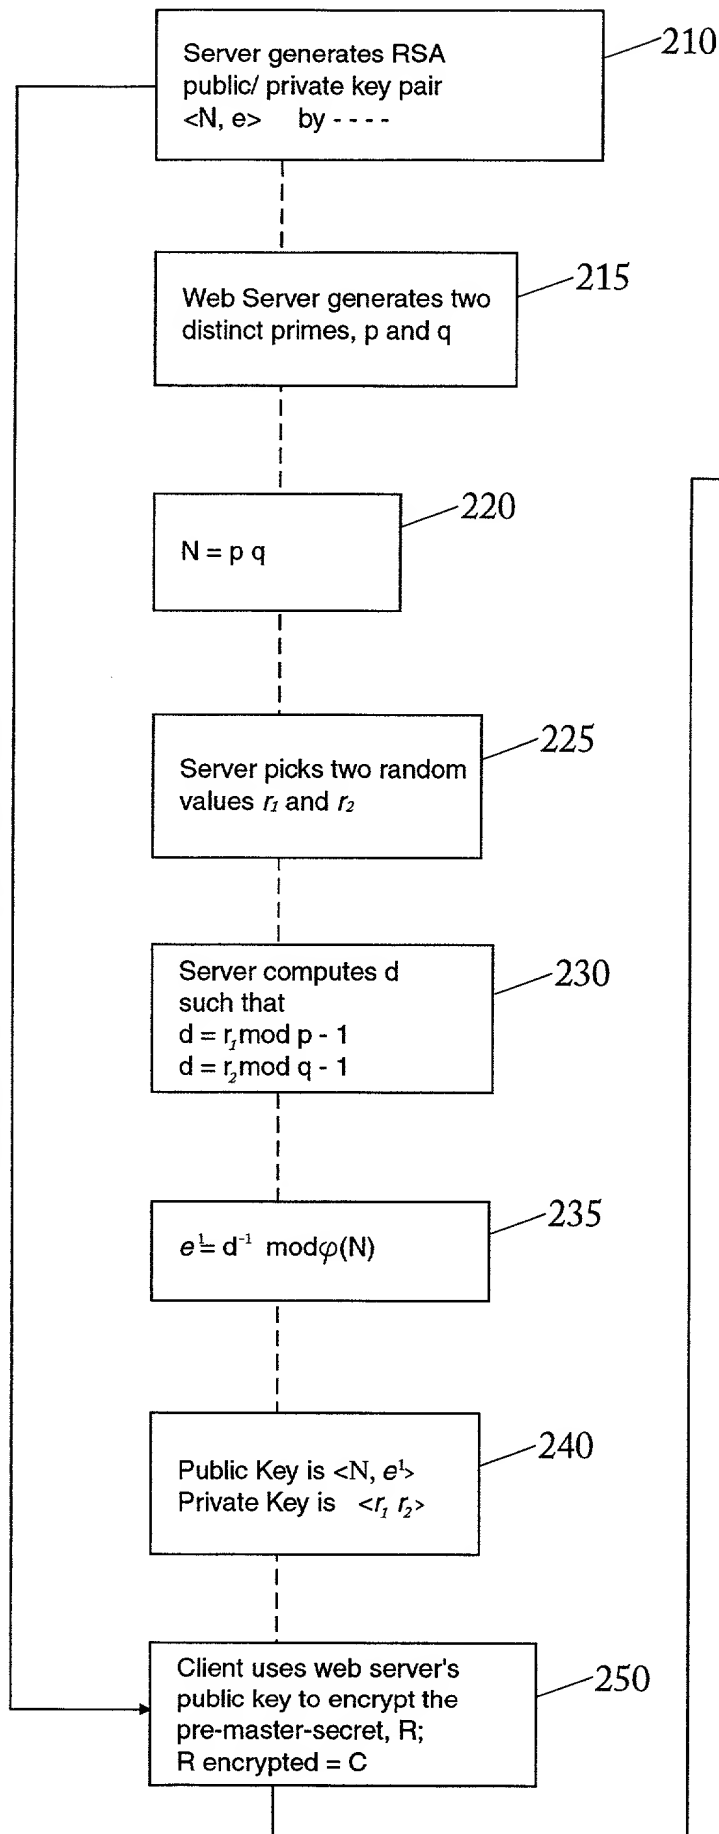 Server generates RSA
public/ private key pair
<N, e> by - - - -
210
Web Server generates two
distinct primes, p and q
215
N = p q
220
Server picks two random
values r₁ and r₂
225
Server computes d
such that
d = r₁ mod p - 1
d = r₂ mod q - 1
230
e¹= d⁻¹ modφ(N)
235
Public Key is <N, e¹>
Private Key is <r₁ r₂>
240
Client uses web server's
public key to encrypt the
pre-master-secret, R;
R encrypted = C
250